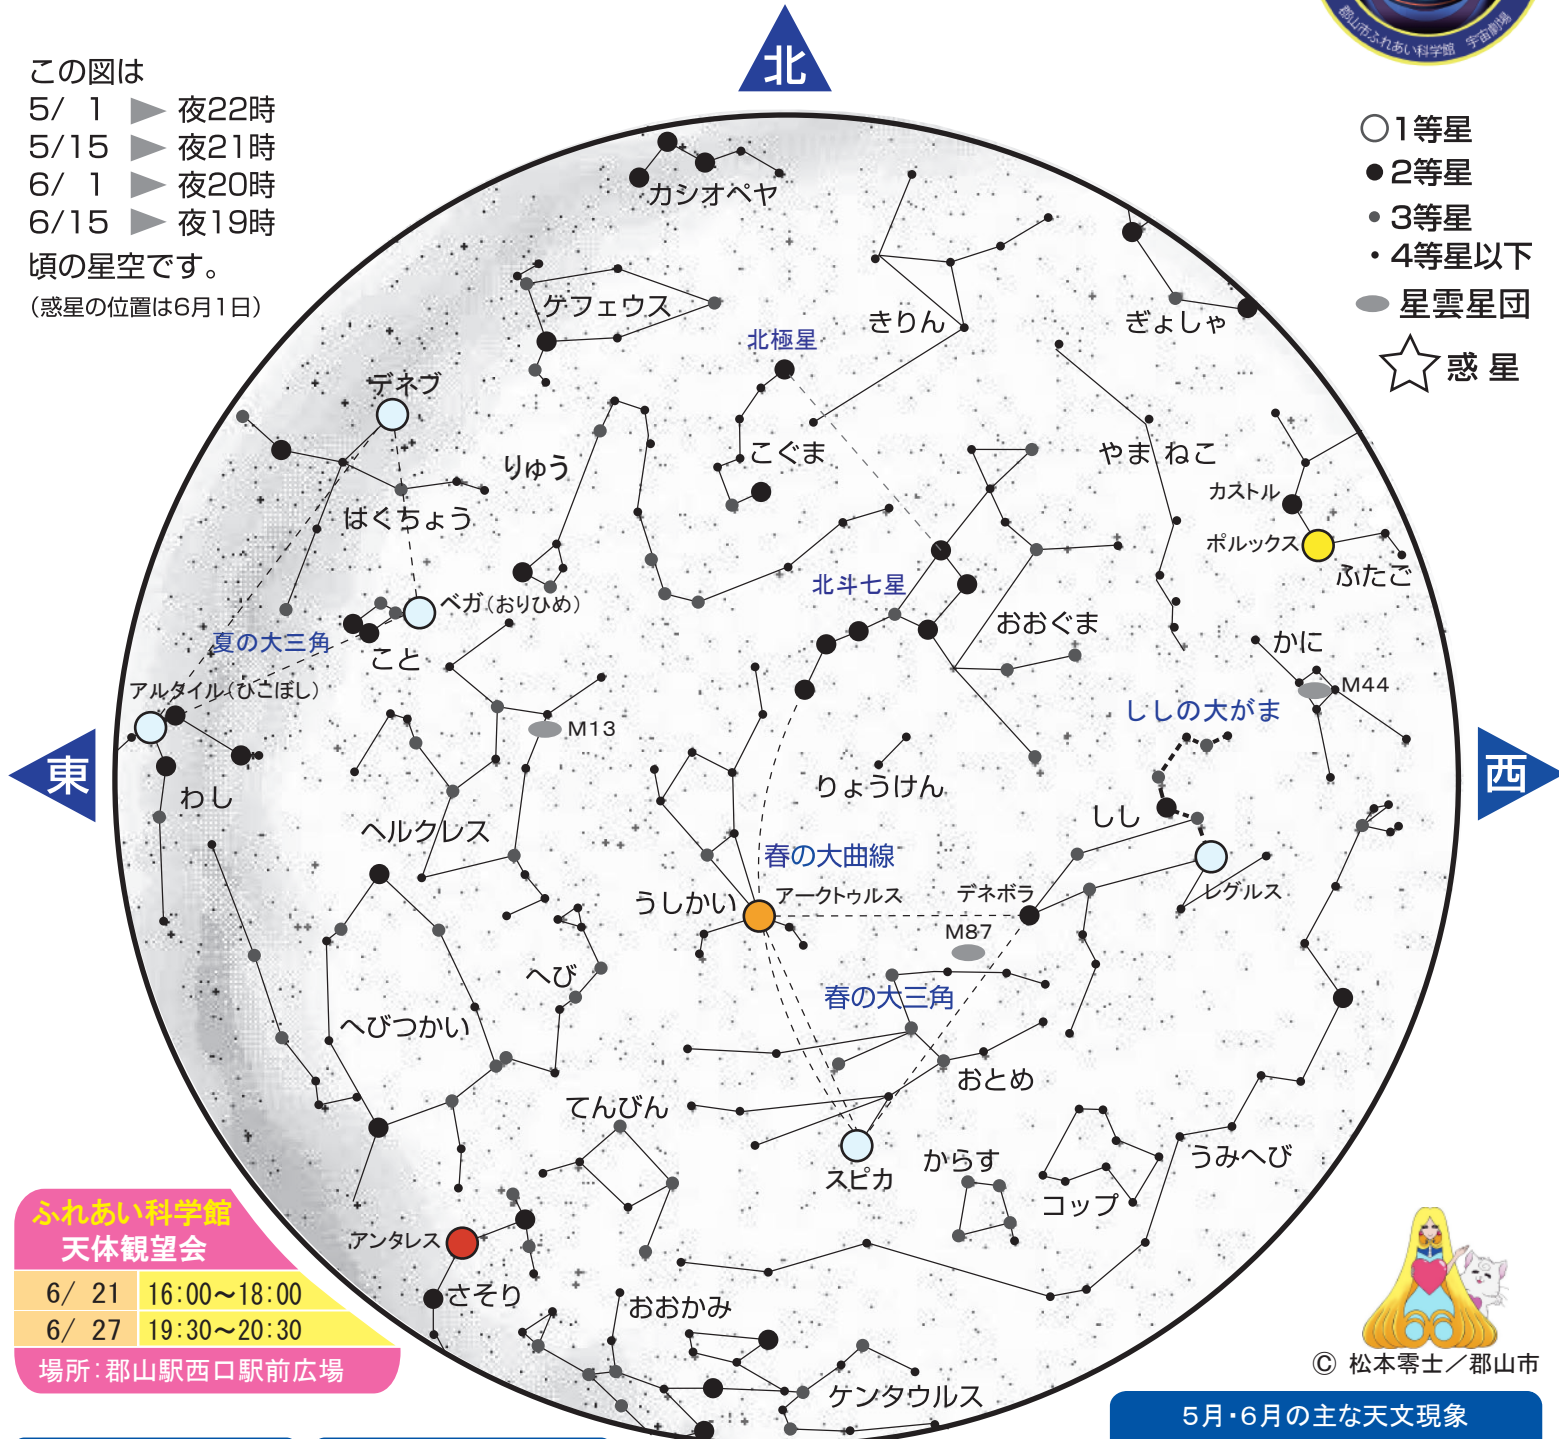 郡山市ふれあい科学館 宇宙劇場
北
この図は
5/ 1 ▶ 夜22時
5/15 ▶ 夜21時
6/ 1 ▶ 夜20時
6/15 ▶ 夜19時
頃の星空です。
(惑星の位置は6月1日)
1等星
2等星
3等星
4等星以下
星雲星団
惑星
カシオペヤ
ケフェウス
きりん
ぎょしゃ
北極星
デネブ
こぐま
りゅう
やまねこ
カストル
はくちょう
ポルックス
ふたご
北斗七星
ベガ(おりひめ)
おおぐま
夏の大三角
こと
かに
アルタイル(ひこぼし)
M44
ししの大がま
M13
東
西
りょうけん
わし
しし
ヘルクレス
春の大曲線
うしかい
アークトゥルス
デネボラ
レグルス
M87
へび
春の大三角
へびつかい
おとめ
てんびん
うみへび
からす
スピカ
コップ
アンタレス
さそり
おおかみ
ケンタウルス
ふれあい科学館
天体観望会
6/ 21 16:00〜18:00
6/ 27 19:30〜20:30
場所:郡山駅西口駅前広場
© 松本零士/郡山市
5月・6月の主な天文現象